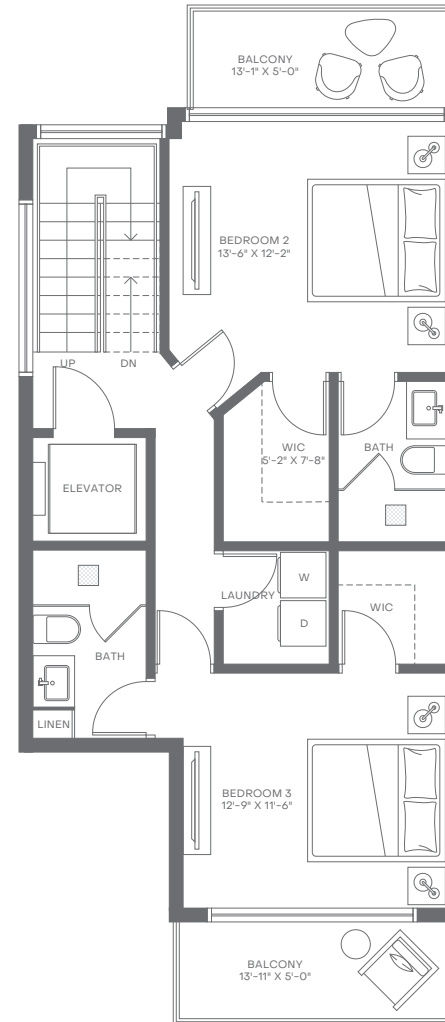 BALCONY
13'-1" X 5'-0"
BEDROOM 2
13'-6" X 12'-2"
UP
DN
WIC
5'-2" X 7'-8"
BATH
ELEVATOR
LAUNDRY
W
D
WIC
BATH
LINEN
BEDROOM 3
12'-9" X 11'-6"
BALCONY
13'-11" X 5'-0"